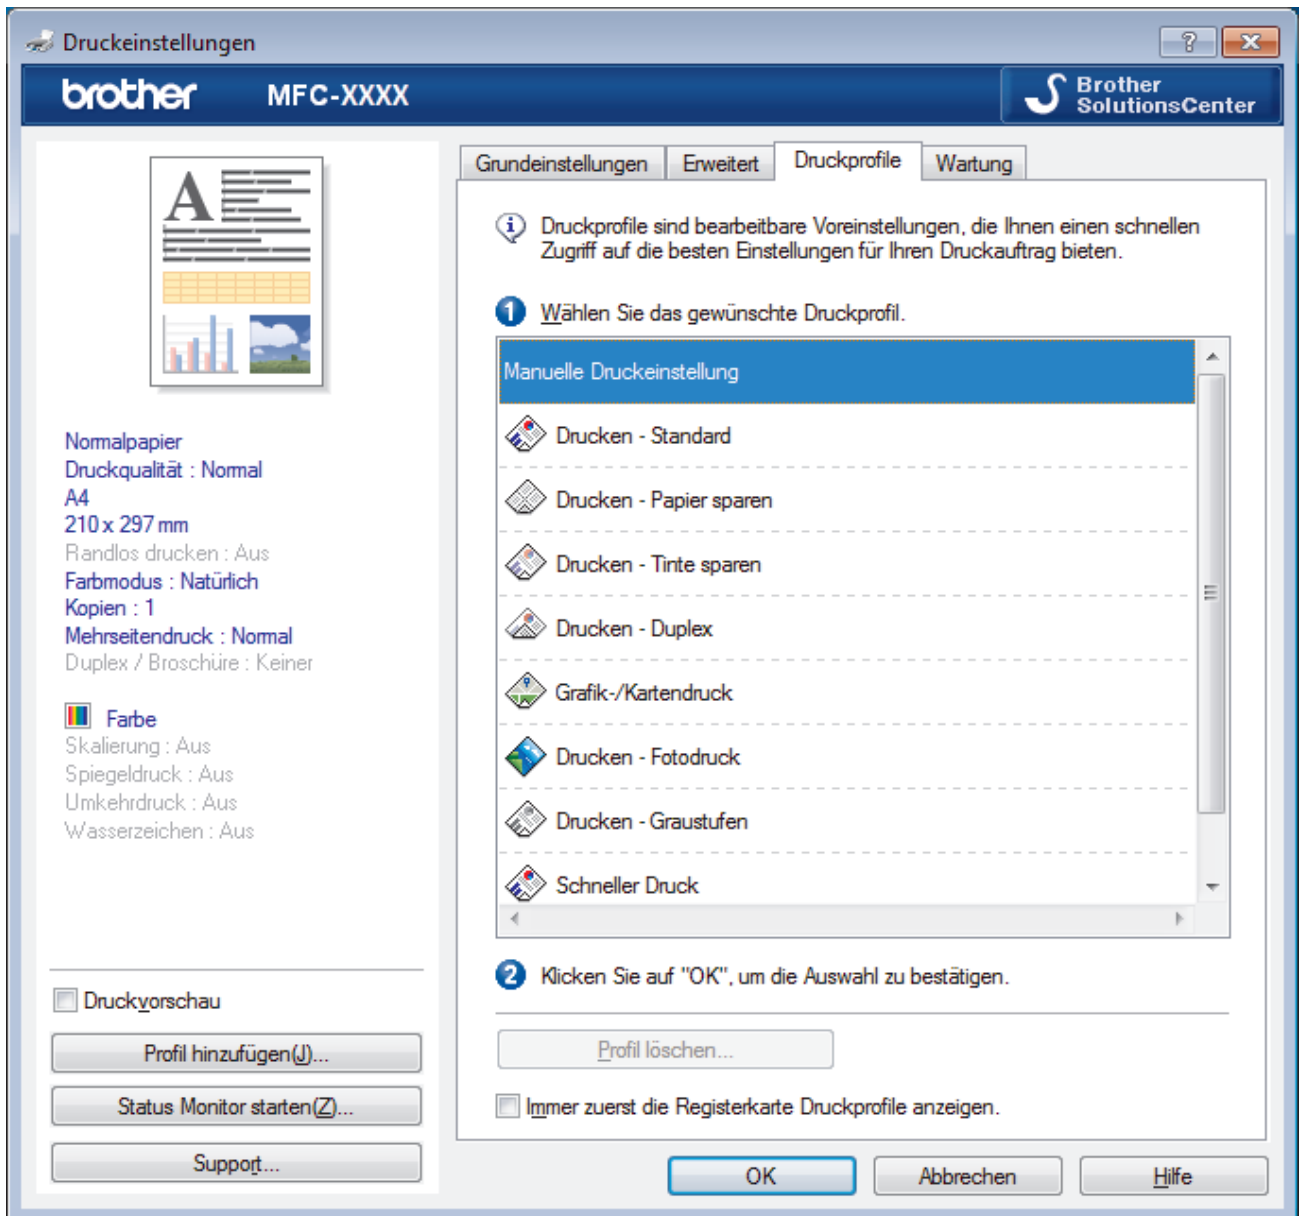 Druckeinstellungen
brother MFC-XXXX
Brother
SolutionsCenter
A
Normalpapier
Druckqualität : Normal
A4
210 x 297 mm
Randlos drucken : Aus
Farbmodus : Natürlich
Kopien : 1
Mehrseitendruck : Normal
Duplex / Broschüre : Keiner
Farbe
Skalierung : Aus
Spiegeldruck : Aus
Umkehrdruck : Aus
Wasserzeichen : Aus
Druckvorschau
Profil hinzufügen(J)...
Status Monitor starten(Z)...
Support...
Grundeinstellungen Erweitert Druckprofile Wartung
Druckprofile sind bearbeitbare Voreinstellungen, die Ihnen einen schnellen
Zugriff auf die besten Einstellungen für Ihren Druckauftrag bieten.
1 Wählen Sie das gewünschte Druckprofil.
Manuelle Druckeinstellung
Drucken - Standard
Drucken - Papier sparen
Drucken - Tinte sparen
Drucken - Duplex
Grafik-/Kartendruck
Drucken - Fotodruck
Drucken - Graustufen
Schneller Druck
2 Klicken Sie auf "OK", um die Auswahl zu bestätigen.
Profil löschen...
Immer zuerst die Registerkarte Druckprofile anzeigen.
OK Abbrechen Hilfe